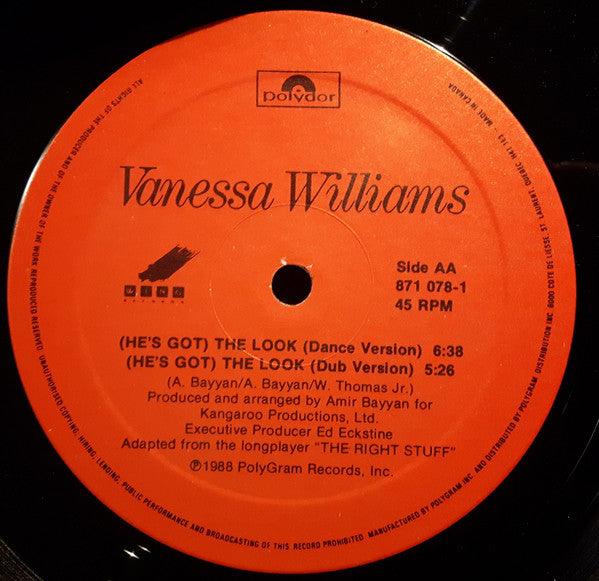 polydor
Vanessa Williams
WING
RECORDS
Side AA
871 078-1
45 RPM
(HE'S GOT) THE LOOK (Dance Version) 6:38
(HE'S GOT) THE LOOK (Dub Version) 5:26
(A. Bayyan/A. Bayyan/W. Thomas Jr.)
Produced and arranged by Amir Bayyan for
Kangaroo Productions, Ltd.
Executive Producer Ed Eckstine
Adapted from the longplayer "THE RIGHT STUFF"
℗1988 PolyGram Records, Inc.
ALL RIGHTS OF THE PRODUCER AND OF THE OWNER OF THE WORK REPRODUCED RESERVED. UNAUTHORISED COPYING, HIRING, LENDING, PUBLIC PERFORMANCE AND BROADCASTING OF THIS RECORD PROHIBITED. MANUFACTURED BY POLYGRAM INC. AND DISTRIBUTED BY POLYGRAM DISTRIBUTION INC. 6000 COTE DE LIESSE, ST. LAURENT, QUEBEC H4T 1E3 MADE IN CANADA